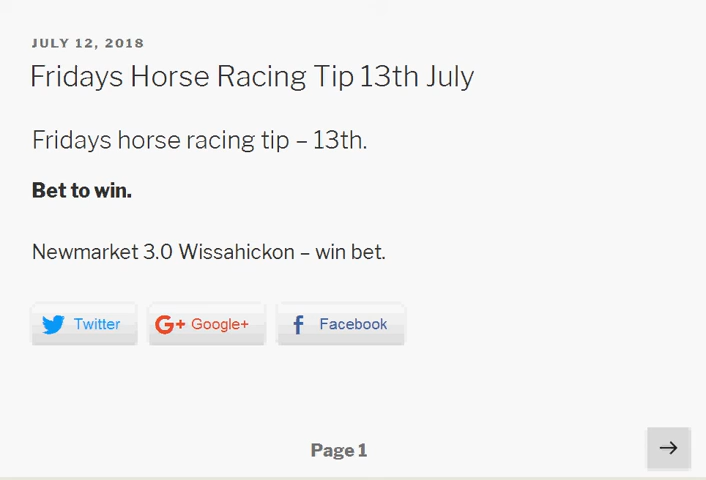 JULY 12, 2018
Fridays Horse Racing Tip 13th July
Fridays horse racing tip – 13th.
Bet to win.
Newmarket 3.0 Wissahickon – win bet.
Twitter G+ Google+ f Facebook
Page 1 →